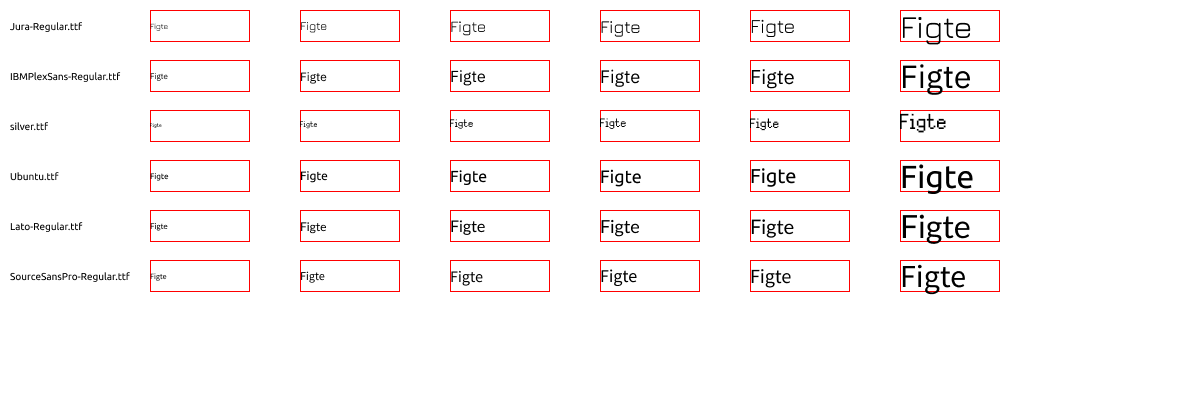 Jura-Regular.ttf Figte Figte Figte Figte Figte Figte
IBMPlexSans-Regular.ttf Figte Figte Figte Figte Figte Figte
silver.ttf Figte Figte Figte Figte Figte Figte
Ubuntu.ttf Figte Figte Figte Figte Figte Figte
Lato-Regular.ttf Figte Figte Figte Figte Figte Figte
SourceSansPro-Regular.ttf Figte Figte Figte Figte Figte Figte